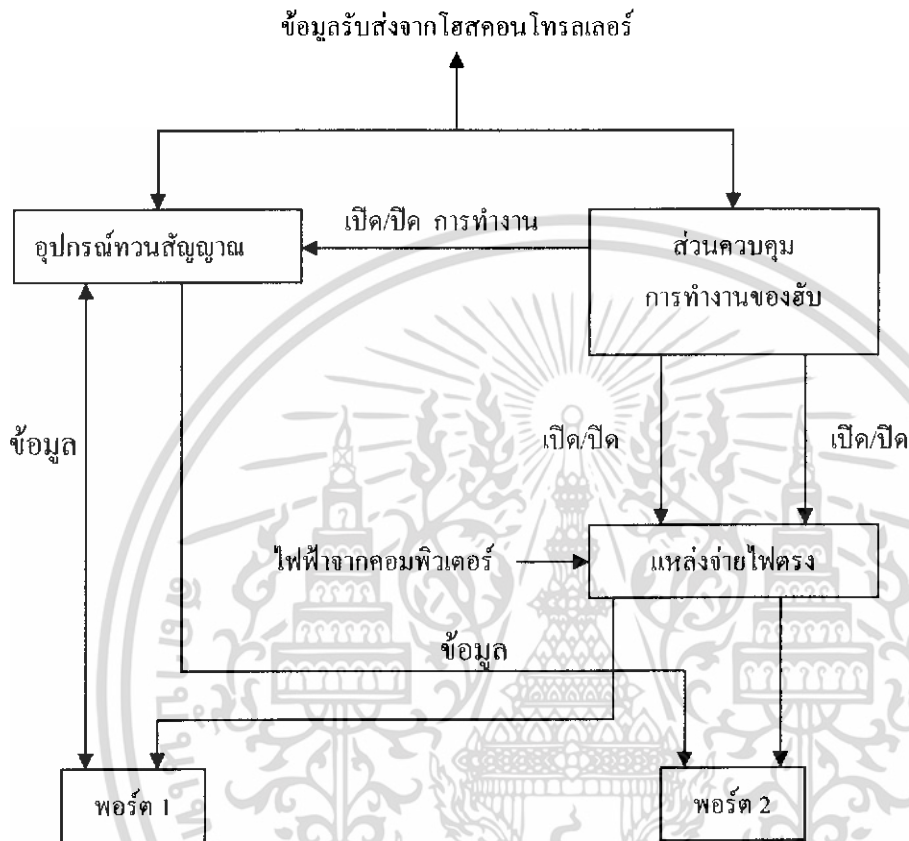 ข้อมูลรับส่งจากโฮสคอนโทรลเลอร์
อุปกรณ์ทวนสัญญาณ
เปิด/ปิด การทำงาน
ส่วนควบคุม
การทำงานของฮับ
ข้อมูล
เปิด/ปิด
เปิด/ปิด
ไฟฟ้าจากคอมพิวเตอร์
แหล่งจ่ายไฟตรง
ข้อมูล
พอร์ต 1
พอร์ต 2